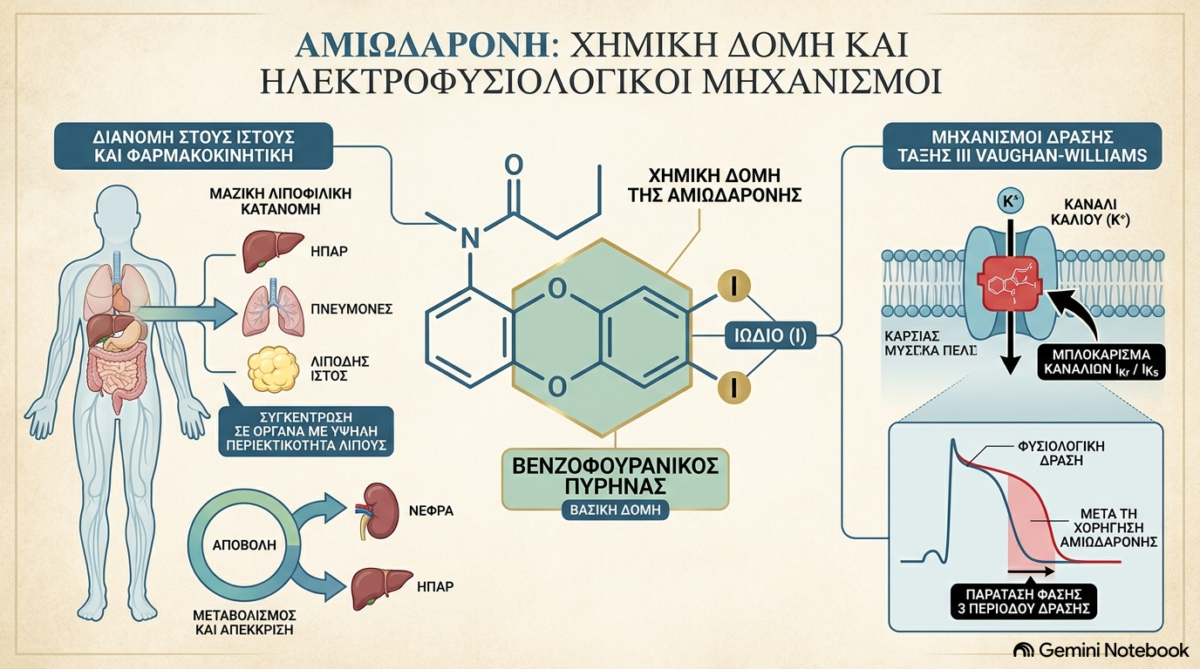 ΑΜΙΩΔΑΡΟΝΗ: ΧΗΜΙΚΗ ΔΟΜΗ ΚΑΙ
ΗΛΕΚΤΡΟΦΥΣΙΟΛΟΓΙΚΟΙ ΜΗΧΑΝΙΣΜΟΙ
ΔΙΑΝΟΜΗ ΣΤΟΥΣ ΙΣΤΟΥΣ
ΚΑΙ ΦΑΡΜΑΚΟΚΙΝΗΤΙΚΗ
ΜΑΖΙΚΗ ΛΙΠΟΦΙΛΙΚΗ
ΚΑΤΑΝΟΜΗ
ΗΠΑΡ
ΠΝΕΥΜΟΝΕΣ
ΛΙΠΟΔΗΣ
ΙΣΤΟΣ
ΣΥΓΚΕΝΤΡΩΣΗ
ΣΕ ΟΡΓΑΝΑ ΜΕ ΥΨΗΛΗ
ΠΕΡΙΕΚΤΙΚΟΤΗΤΑ ΛΙΠΟΥΣ
ΑΠΟΒΟΛΗ
ΝΕΦΡΑ
ΗΠΑΡ
ΜΕΤΑΒΟΛΙΣΜΟΣ
ΚΑΙ ΑΠΕΚΚΡΙΣΗ
ΧΗΜΙΚΗ ΔΟΜΗ
ΤΗΣ ΑΜΙΩΔΑΡΟΝΗΣ
O
N
O
O
I
I
ΙΩΔΙΟ (I)
ΒΕΝΖΟΦΟΥΡΑΝΙΚΟΣ
ΠΥΡΗΝΑΣ
ΒΑΣΙΚΗ ΔΟΜΗ
ΜΗΧΑΝΙΣΜΟΙ ΔΡΑΣΗΣ
ΤΑΞΗΣ III VAUGHAN-WILLIAMS
ΚΑΝΑΛΙ
ΚΑΛΙΟΥ (K⁺)
ΚΑΡΣΙΑΣ
ΜΠΛΟΚΑΡΙΣΜΑ
ΚΑΝΑΛΙΩΝ IKr / IKs
ΦΥΣΙΟΛΟΓΙΚΗ
ΔΡΑΣΗ
ΜΕΤΑ ΤΗ
ΧΟΡΗΓΗΣΗ
ΑΜΙΩΔΑΡΟΝΗΣ
ΠΑΡΑΤΑΣΗ ΦΑΣΗΣ
3 ΠΕΡΙΟΔΟΥ ΔΡΑΣΗΣ
Gemini Notebook